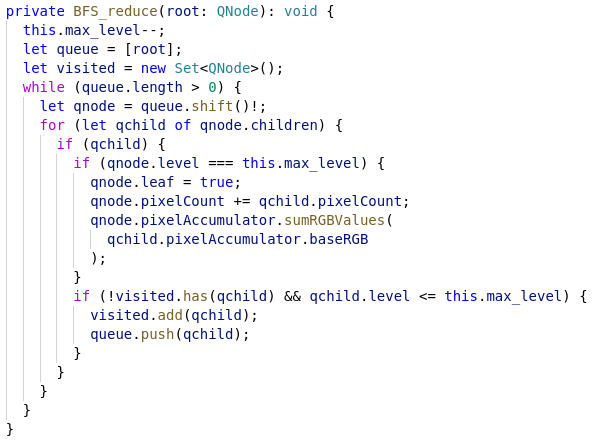 private BFS_reduce(root: QNode): void {
  this.max_level--;
  let queue = [root];
  let visited = new Set<QNode>();
  while (queue.length > 0) {
    let qnode = queue.shift()!;
    for (let qchild of qnode.children) {
      if (qchild) {
        if (qnode.level === this.max_level) {
          qnode.leaf = true;
          qnode.pixelCount += qchild.pixelCount;
          qnode.pixelAccumulator.sumRGBValues(
            qchild.pixelAccumulator.baseRGB
          );
        }
        if (!visited.has(qchild) && qchild.level <= this.max_level) {
          visited.add(qchild);
          queue.push(qchild);
        }
      }
    }
  }
}